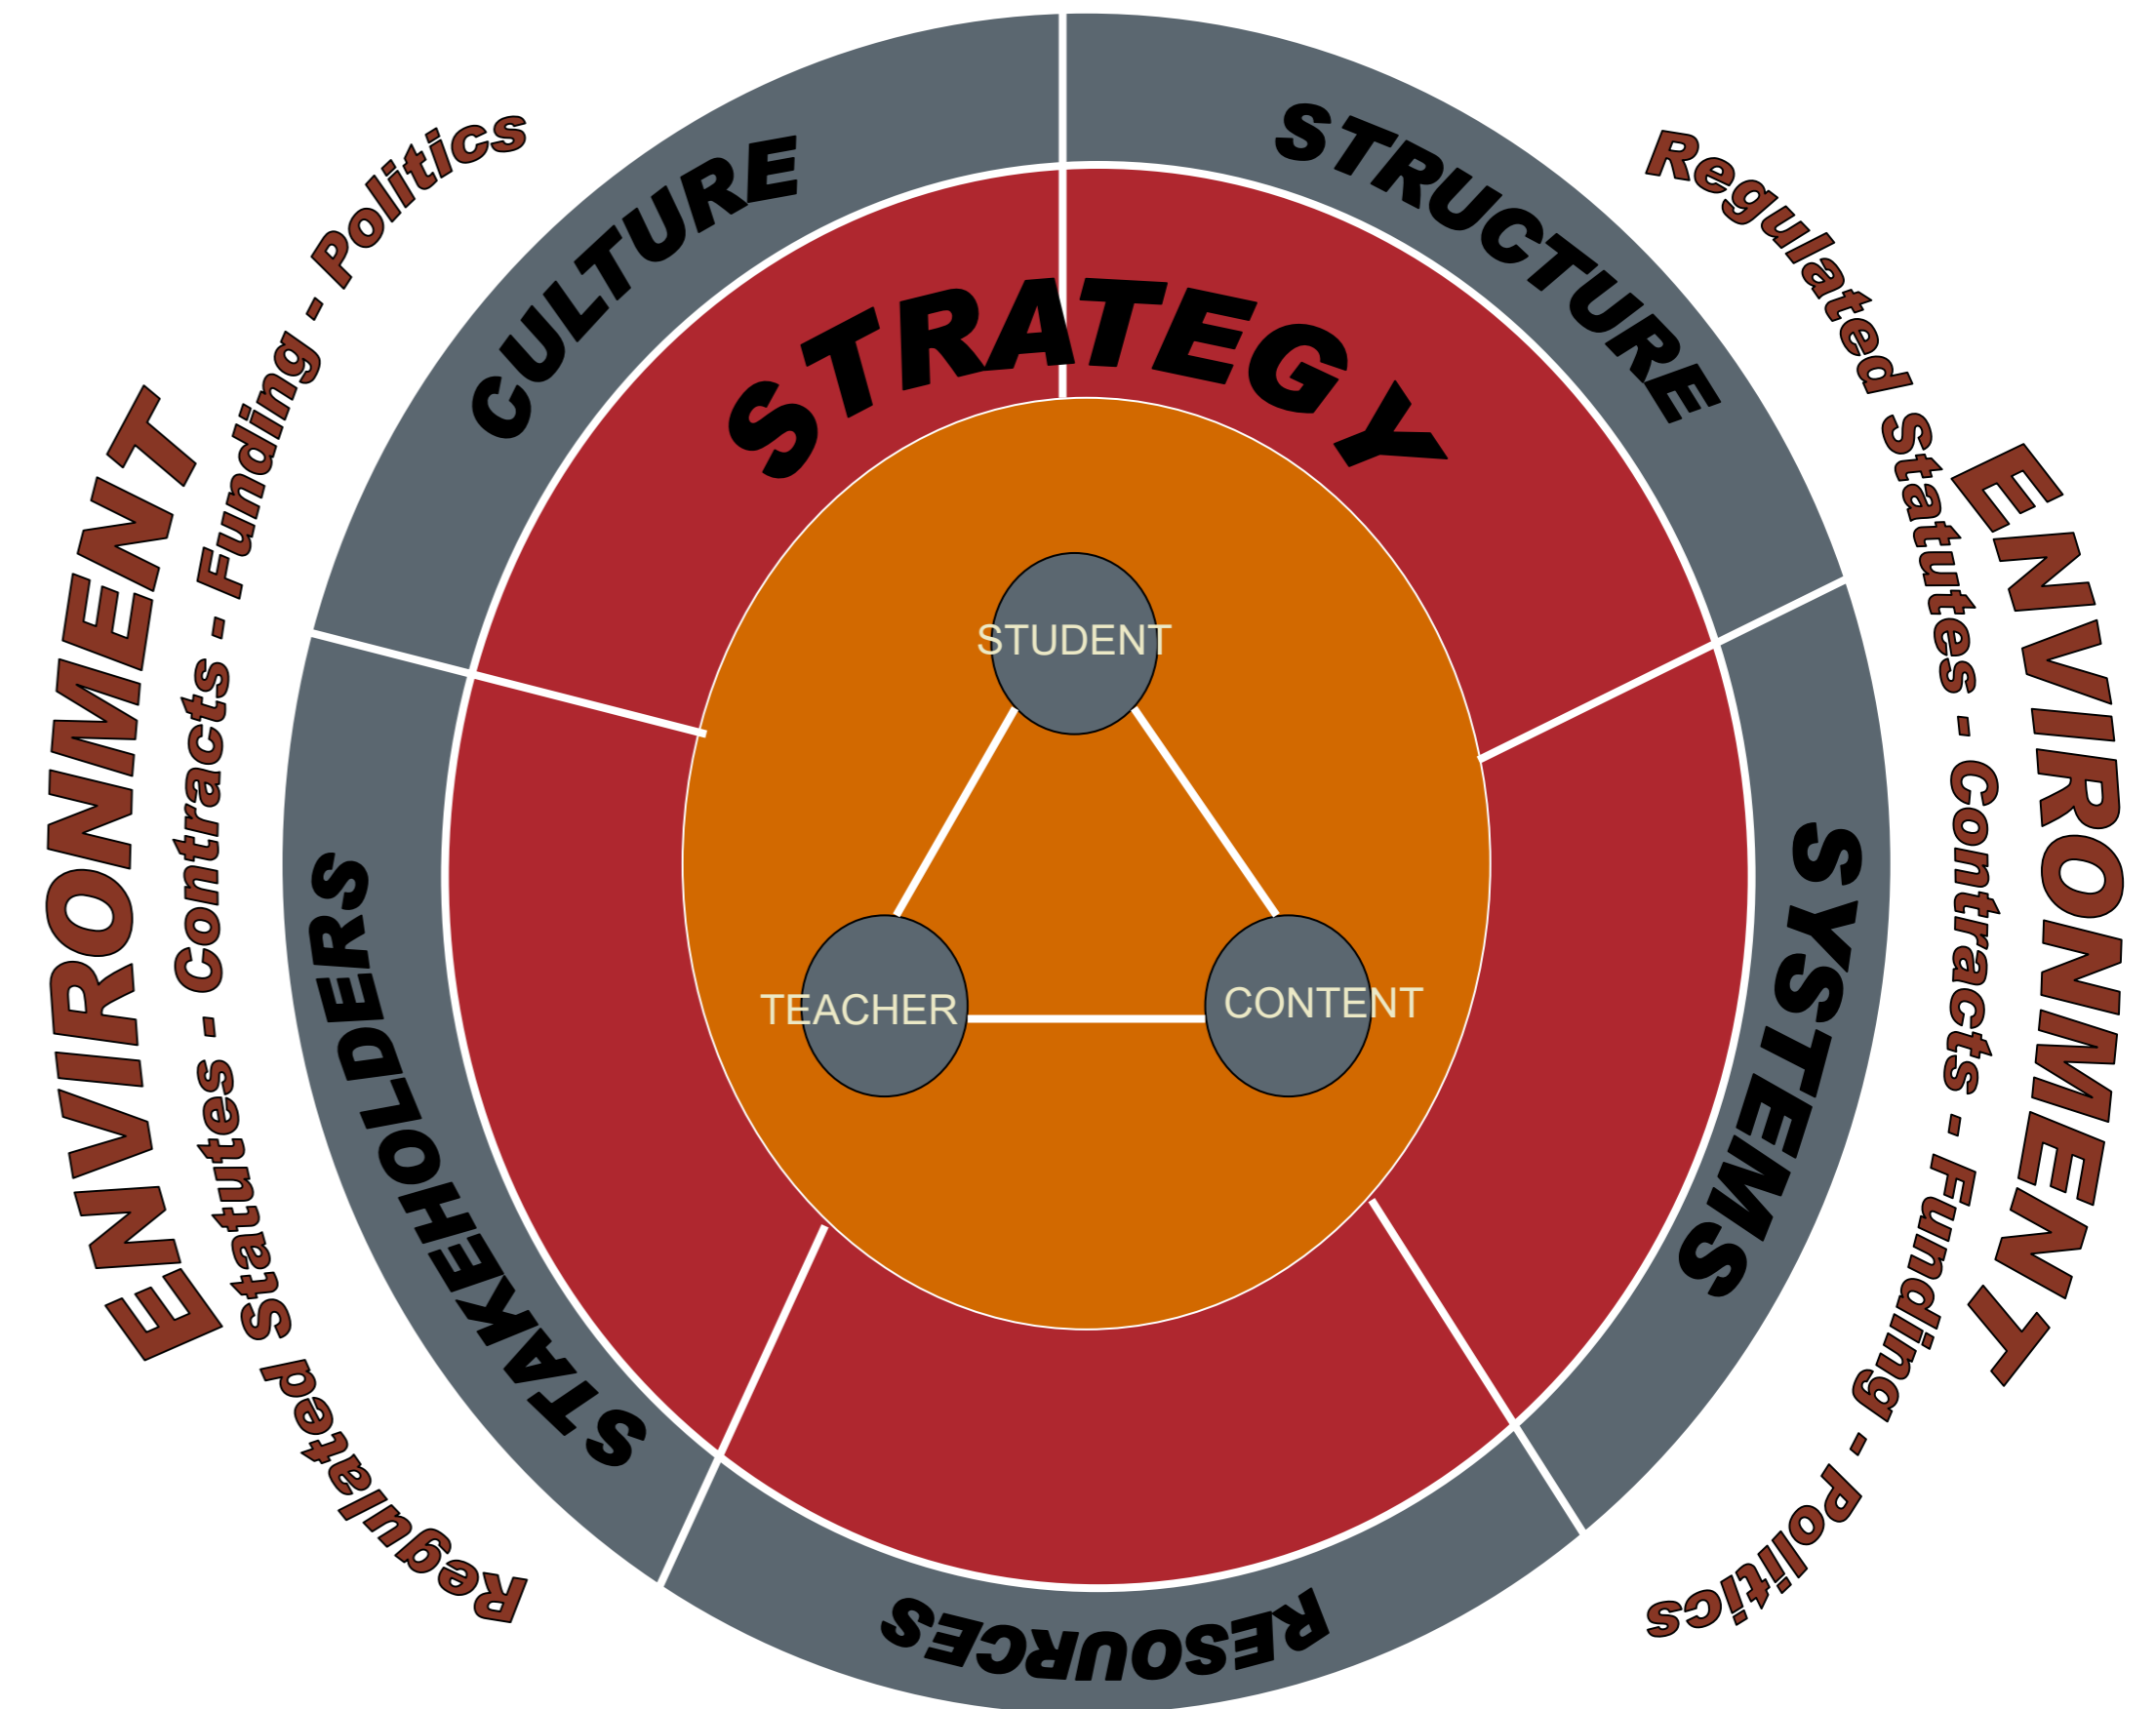 ENVIRONMENT
Regulated Statutes - Contracts - Funding - Politics
CULTURE
STRUCTURE
STRATEGY
STUDENT
TEACHER
CONTENT
STAKEHOLDERS
SYSTEMS
RESOURCES
Regulated Statutes - Contracts - Funding - Politics
ENVIRONMENT